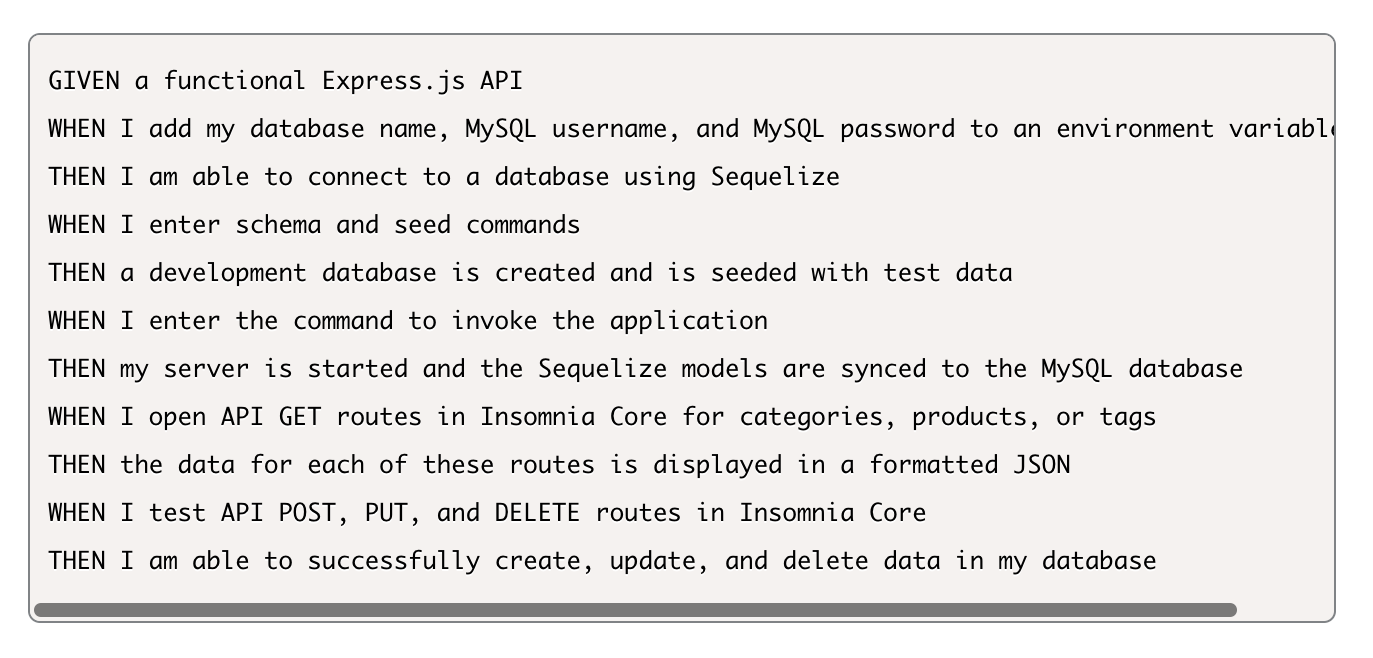 GIVEN a functional Express.js API
WHEN I add my database name, MySQL username, and MySQL password to an environment variable
THEN I am able to connect to a database using Sequelize
WHEN I enter schema and seed commands
THEN a development database is created and is seeded with test data
WHEN I enter the command to invoke the application
THEN my server is started and the Sequelize models are synced to the MySQL database
WHEN I open API GET routes in Insomnia Core for categories, products, or tags
THEN the data for each of these routes is displayed in a formatted JSON
WHEN I test API POST, PUT, and DELETE routes in Insomnia Core
THEN I am able to successfully create, update, and delete data in my database